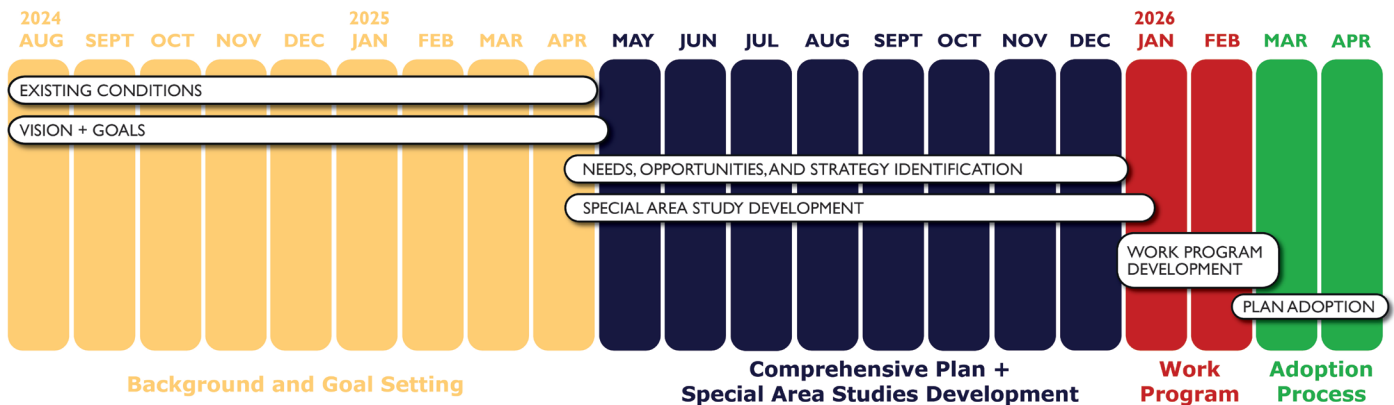 2024 2025 2026
AUG SEPT OCT NOV DEC JAN FEB MAR APR MAY JUN JUL AUG SEPT OCT NOV DEC JAN FEB MAR APR
EXISTING CONDITIONS
VISION + GOALS
NEEDS, OPPORTUNITIES, AND STRATEGY IDENTIFICATION
SPECIAL AREA STUDY DEVELOPMENT
WORK PROGRAM
DEVELOPMENT
PLAN ADOPTION
Background and Goal Setting
Comprehensive Plan +
Special Area Studies Development
Work
Program
Adoption
Process